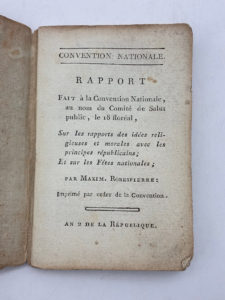 CONVENTION NATIONALE.
RAPPORT
FAIT à la Convention Nationale,
au nom du Comité de Salut
public, le 18 floréal,
Sur les rapports des idées reli-
gieuses et morales avec les
principes républicains;
Et sur les Fêtes nationales;
PAR MAXIM. ROBESPIERRE:
Imprimé par ordre de la Convention.
AN 2 DE LA RÉPUBLIQUE.